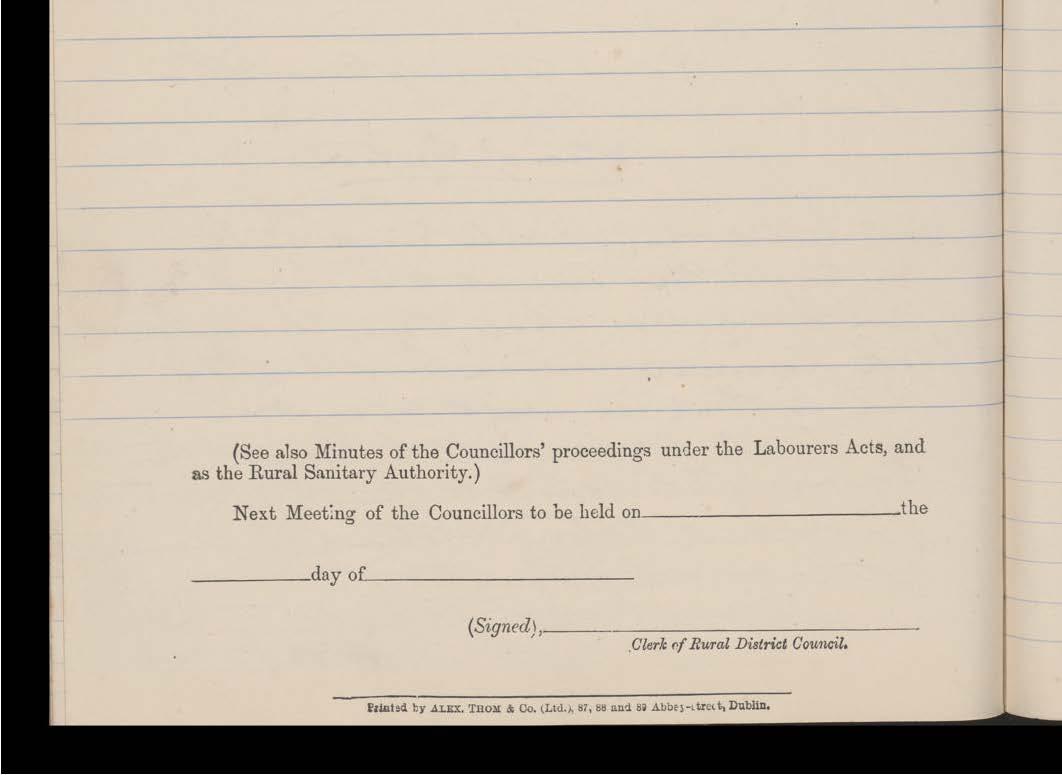 (See also Minutes of the Councillors' proceedings under the Labourers Acts, and
as the Rural Sanitary Authority.)
Next Meeting of the Councillors to be held on the
day of
(Signed),
Clerk of Rural District Council.
Printed by ALEX. THOM & Co. (Ltd.), 87, 88 and 89 Abbey-street, Dublin.